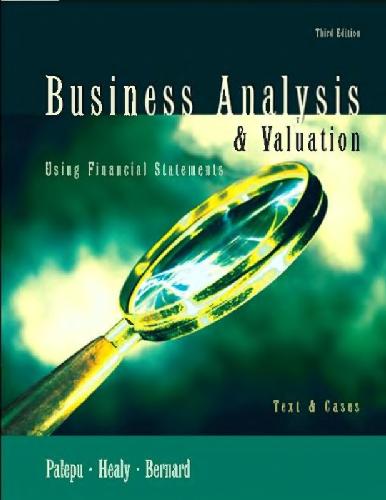 Third Edition
Business Analysis
& Valuation
Using Financial Statements
Text & Cases
Palepu · Healy · Bernard